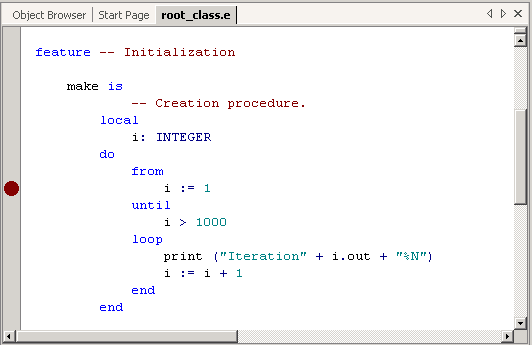 Object Browser Start Page root_class.e
feature -- Initialization
make is
-- Creation procedure.
local
i: INTEGER
do
from
i := 1
until
i > 1000
loop
print ("Iteration" + i.out + "%N")
i := i + 1
end
end